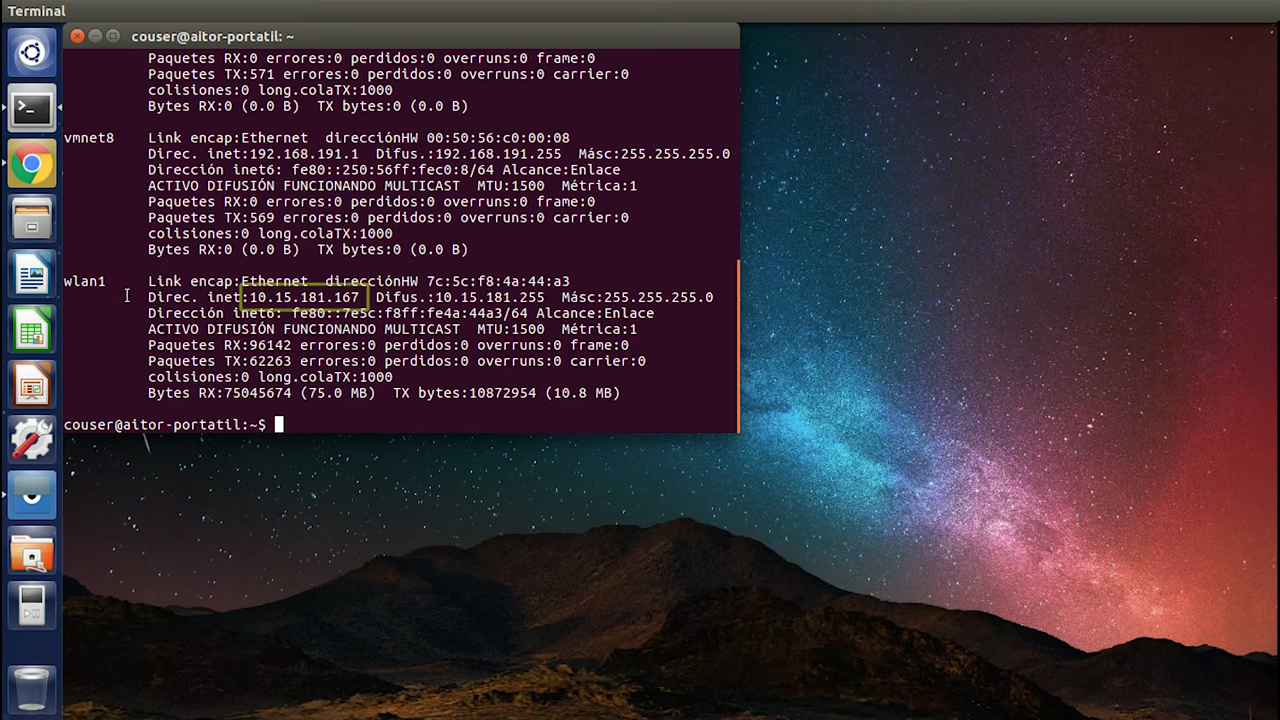 Terminal
couser@aitor-portatil: ~
Paquetes RX:0 errores:0 perdidos:0 overruns:0 frame:0
Paquetes TX:571 errores:0 perdidos:0 overruns:0 carrier:0
colisiones:0 long.colaTX:1000
Bytes RX:0 (0.0 B)  TX bytes:0 (0.0 B)
vmnet8    Link encap:Ethernet  direcciónHW 00:50:56:c0:00:08
Direc. inet:192.168.191.1  Difus.:192.168.191.255  Másc:255.255.255.0
Dirección inet6: fe80::250:56ff:fec0:8/64 Alcance:Enlace
ACTIVO DIFUSIÓN FUNCIONANDO MULTICAST  MTU:1500  Métrica:1
Paquetes RX:0 errores:0 perdidos:0 overruns:0 frame:0
Paquetes TX:569 errores:0 perdidos:0 overruns:0 carrier:0
colisiones:0 long.colaTX:1000
Bytes RX:0 (0.0 B)  TX bytes:0 (0.0 B)
wlan1     Link encap:Ethernet  direcciónHW 7c:5c:f8:4a:44:a3
Direc. inet:10.15.181.167  Difus.:10.15.181.255  Másc:255.255.255.0
Dirección inet6: fe80::7e5c:f8ff:fe4a:44a3/64 Alcance:Enlace
ACTIVO DIFUSIÓN FUNCIONANDO MULTICAST  MTU:1500  Métrica:1
Paquetes RX:96142 errores:0 perdidos:0 overruns:0 frame:0
Paquetes TX:62263 errores:0 perdidos:0 overruns:0 carrier:0
colisiones:0 long.colaTX:1000
Bytes RX:75045674 (75.0 MB)  TX bytes:10872954 (10.8 MB)
couser@aitor-portatil:~$